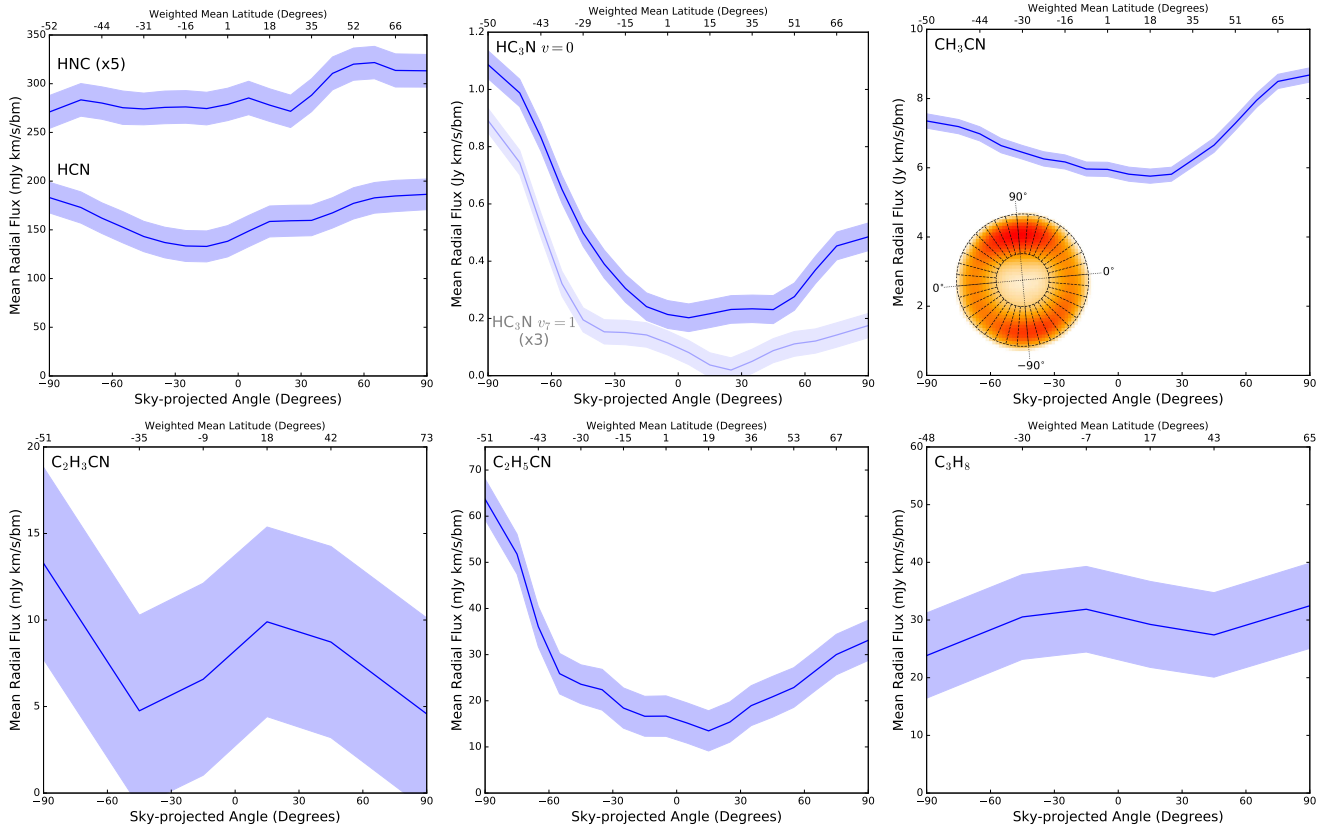 Weighted Mean Latitude (Degrees)
-52 -44 -31 -16 1 18 35 52 66
HNC (x5)
HCN
350
300
250
200
150
100
50
0
Mean Radial Flux (mJy km/s/bm)
−90 −60 −30 0 30 60 90
Sky-projected Angle (Degrees)
Weighted Mean Latitude (Degrees)
-50 -43 -29 -15 1 15 36 51 66
HC₃N v = 0
HC₃N v₇ = 1
(x3)
1.2
1.0
0.8
0.6
0.4
0.2
0.0
Mean Radial Flux (Jy km/s/bm)
−90 −60 −30 0 30 60 90
Sky-projected Angle (Degrees)
Weighted Mean Latitude (Degrees)
-50 -44 -30 -16 1 18 36 51 65
CH₃CN
90°
0°
0°
−90°
10
8
6
4
2
0
Mean Radial Flux (Jy km/s/bm)
−90 −60 −30 0 30 60 90
Sky-projected Angle (Degrees)
Weighted Mean Latitude (Degrees)
-51 -35 -9 18 42 73
C₂H₃CN
20
15
10
5
0
Mean Radial Flux (mJy km/s/bm)
−90 −60 −30 0 30 60 90
Sky-projected Angle (Degrees)
Weighted Mean Latitude (Degrees)
-51 -43 -30 -15 1 19 36 53 67
C₂H₅CN
70
60
50
40
30
20
10
0
Mean Radial Flux (mJy km/s/bm)
−90 −60 −30 0 30 60 90
Sky-projected Angle (Degrees)
Weighted Mean Latitude (Degrees)
-48 -30 -7 17 43 65
C₃H₈
60
50
40
30
20
10
0
Mean Radial Flux (mJy km/s/bm)
−90 −60 −30 0 30 60 90
Sky-projected Angle (Degrees)